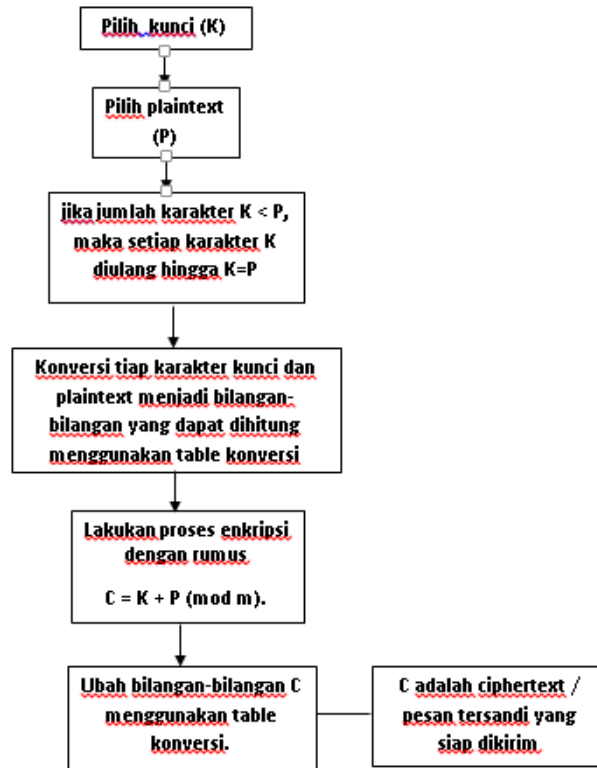 Pilih kunci (K)
Pilih plaintext
(P)
jika jumlah karakter K < P,
maka setiap karakter K
diulang hingga K=P
Konversi tiap karakter kunci dan
plaintext menjadi bilangan-
bilangan yang dapat dihitung
menggunakan table konversi
Lakukan proses enkripsi
dengan rumus
C = K + P (mod m).
Ubah bilangan-bilangan C
menggunakan table
konversi.
C adalah ciphertext /
pesan tersandi yang
siap dikirim